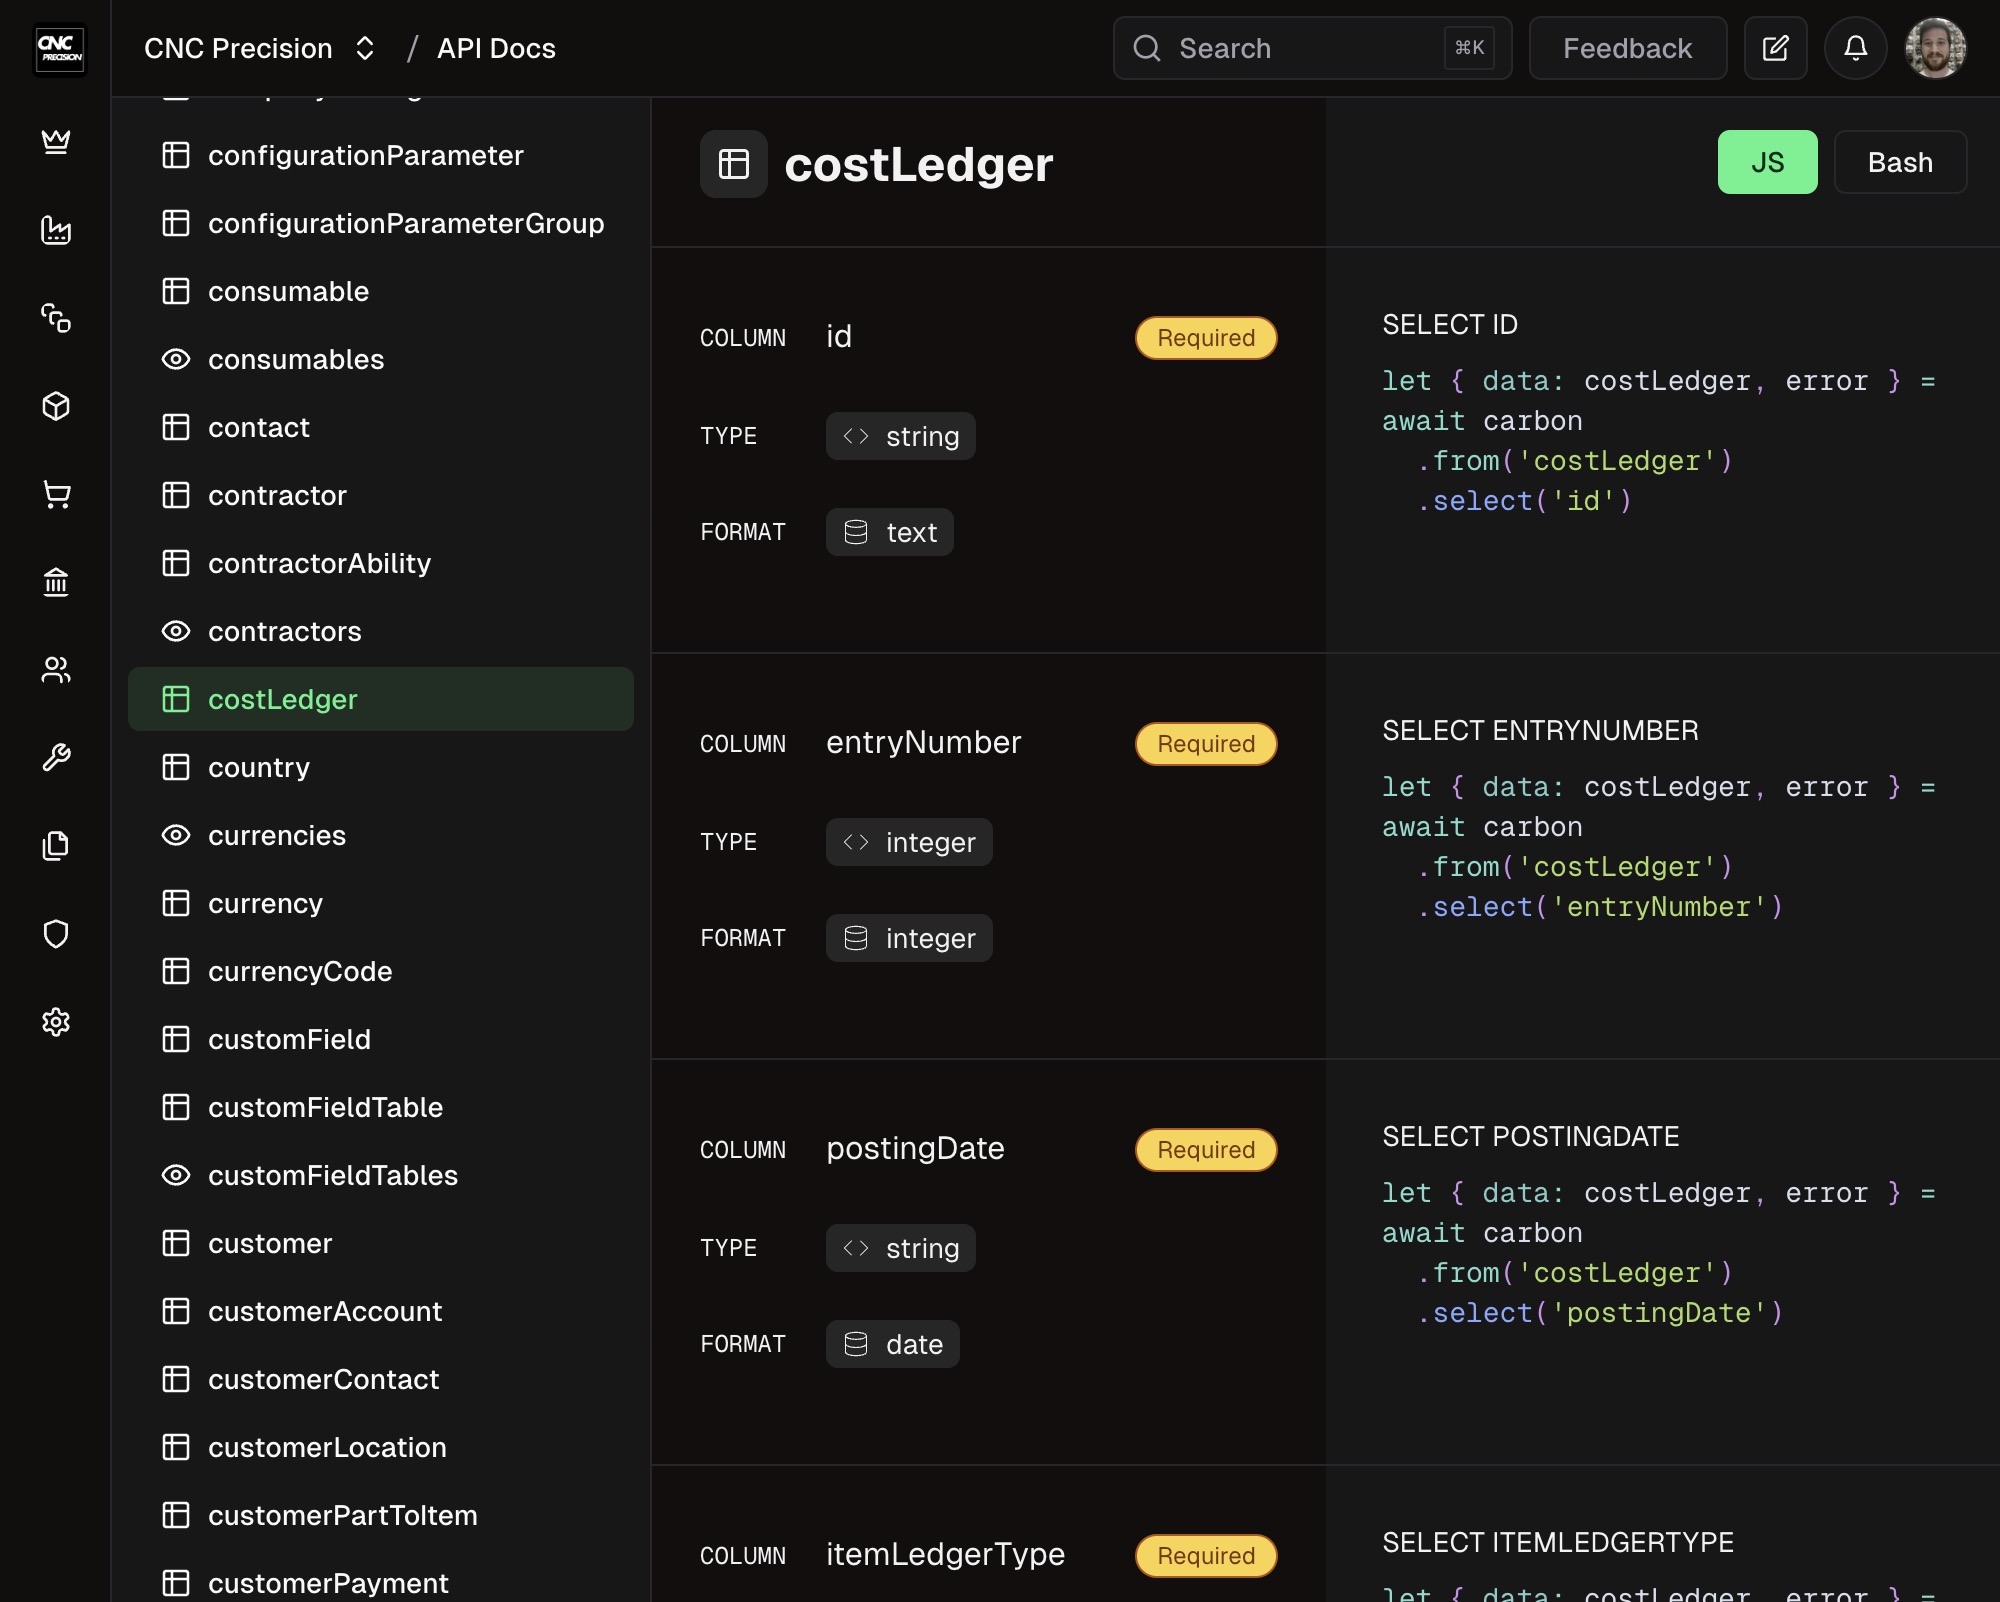 CNC PRECISION
CNC Precision / API Docs
Search ⌘K
Feedback
configurationParameter
configurationParameterGroup
consumable
consumables
contact
contractor
contractorAbility
contractors
costLedger
country
currencies
currency
currencyCode
customField
customFieldTable
customFieldTables
customer
customerAccount
customerContact
customerLocation
customerPartToItem
customerPayment
costLedger
JS
Bash
COLUMN id Required
TYPE <> string
FORMAT text
SELECT ID
let { data: costLedger, error } =
await carbon
.from('costLedger')
.select('id')
COLUMN entryNumber Required
TYPE <> integer
FORMAT integer
SELECT ENTRYNUMBER
let { data: costLedger, error } =
await carbon
.from('costLedger')
.select('entryNumber')
COLUMN postingDate Required
TYPE <> string
FORMAT date
SELECT POSTINGDATE
let { data: costLedger, error } =
await carbon
.from('costLedger')
.select('postingDate')
COLUMN itemLedgerType Required
SELECT ITEMLEDGERTYPE
let { data: costLedger, error } =